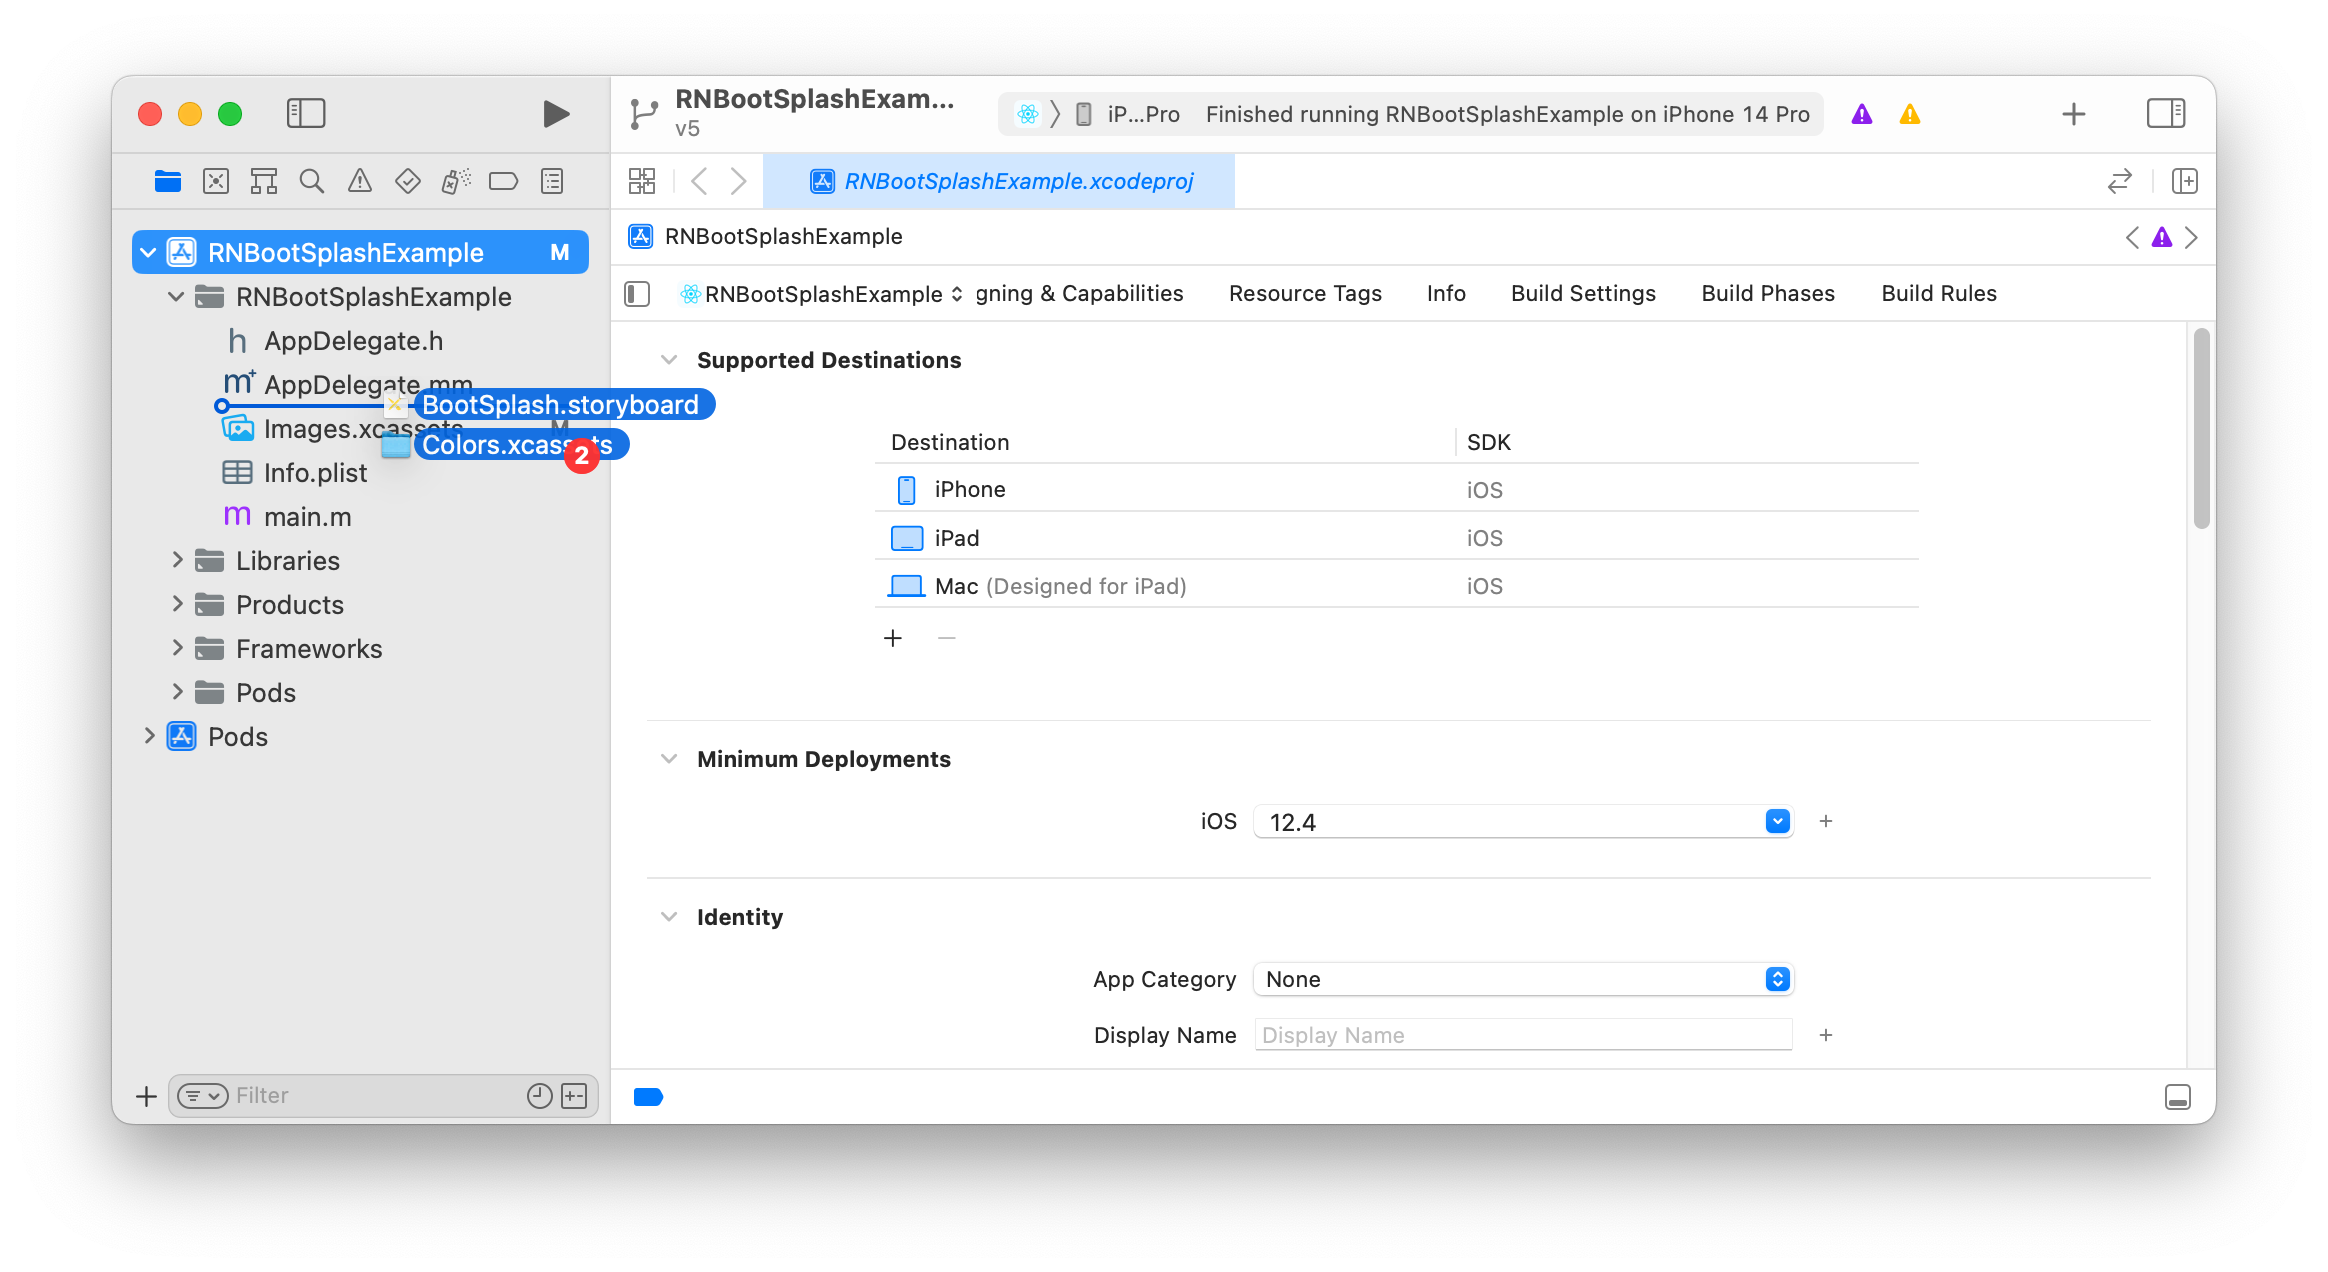 RNBootSplashExam...
v5
iP...Pro
Finished running RNBootSplashExample on iPhone 14 Pro
RNBootSplashExample.xcodeproj
RNBootSplashExample M
RNBootSplashExample
AppDelegate.h
AppDelegate.mm
BootSplash.storyboard
Images.xcassets M
Colors.xcassets
2
Info.plist
main.m
Libraries
Products
Frameworks
Pods
Pods
Filter
RNBootSplashExample
RNBootSplashExample gning & Capabilities Resource Tags Info Build Settings Build Phases Build Rules
Supported Destinations
Destination SDK
iPhone iOS
iPad iOS
Mac (Designed for iPad) iOS
Minimum Deployments
iOS 12.4
Identity
App Category None
Display Name Display Name